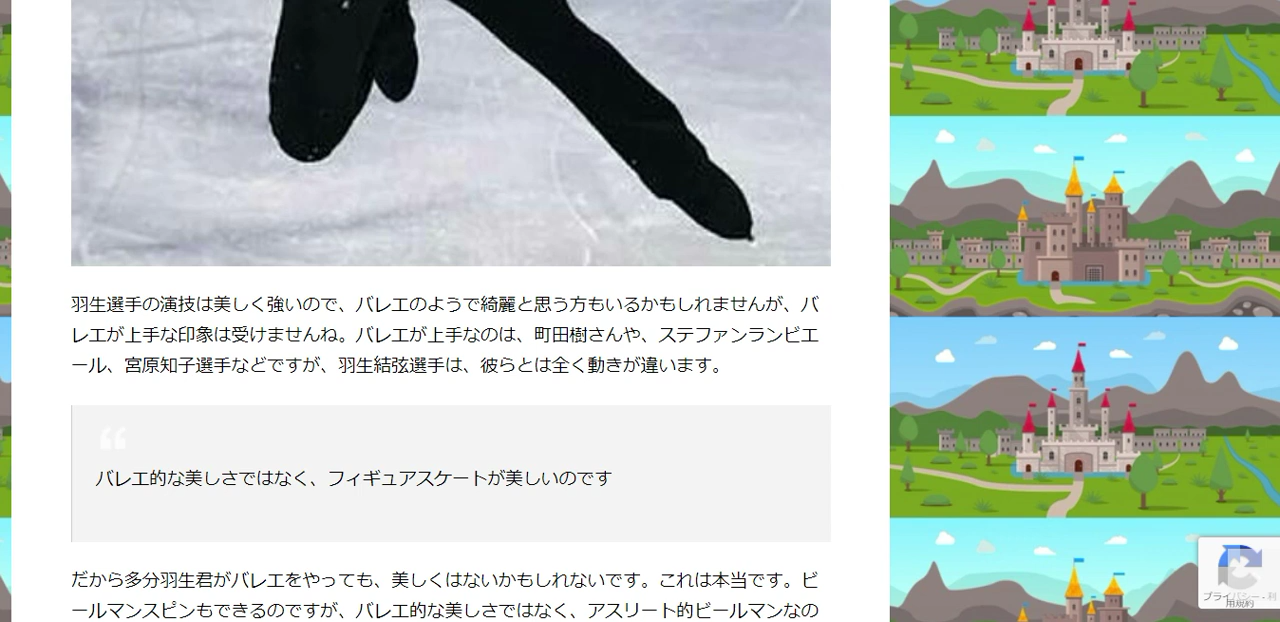 羽生選手の演技は美しく強いので、バレエのようで綺麗と思う方もいるかもしれませんが、バ
レエが上手な印象は受けませんね。バレエが上手なのは、町田樹さんや、ステファンランビエ
ール、宮原知子選手などですが、羽生結弦選手は、彼らとは全く動きが違います。
“
バレエ的な美しさではなく、フィギュアスケートが美しいのです
だから多分羽生君がバレエをやっても、美しくはないかもしれないです。これは本当です。ビ
ールマンスピンもできるのですが、バレエ的な美しさではなく、アスリート的ビールマンなの
プライバシー - 利
用規約